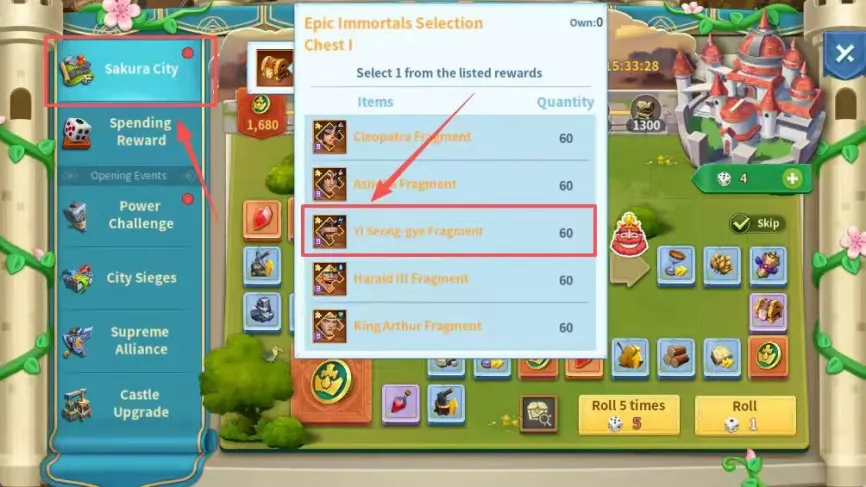 Sakura City
Spending
Reward
Opening Events
Power
Challenge
City Sieges
Supreme
Alliance
Castle
Upgrade
1,680
Epic Immortals Selection
Chest I
Own:0
Select 1 from the listed rewards
Items Quantity
Cleopatra Fragment 60
Fragment 60
Yi Seong-gye Fragment 60
Harald III Fragment 60
King Arthur Fragment 60
15:33:28
1300
4
Skip
Roll 5 times
5
Roll
1